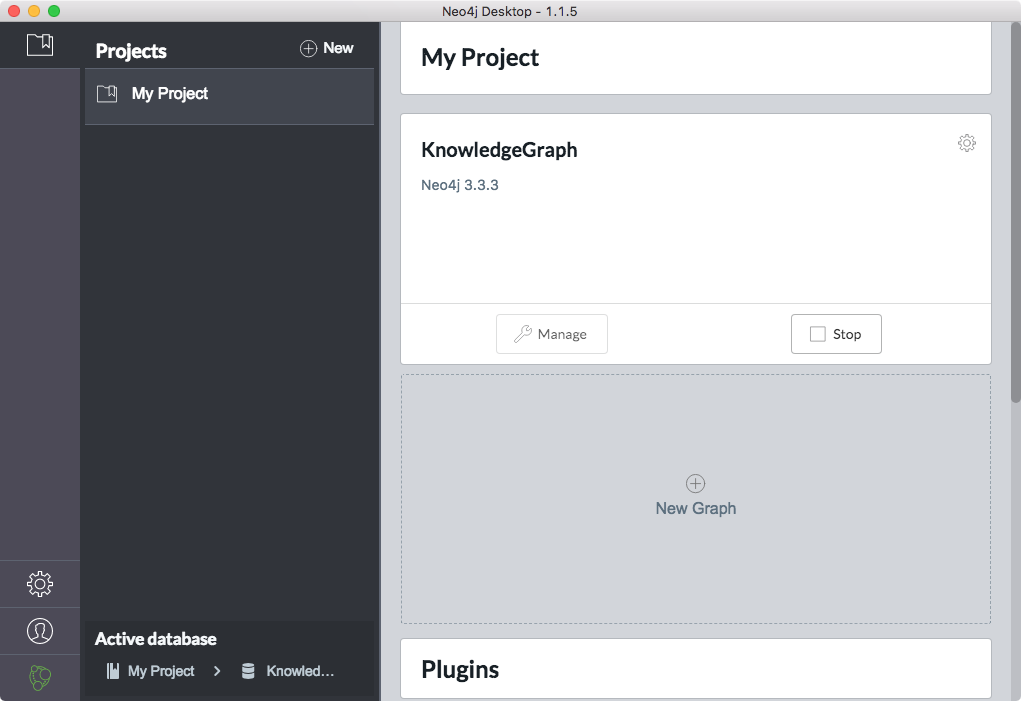 Neo4j Desktop - 1.1.5
Projects
New
My Project
Active database
My Project
Knowled...
My Project
KnowledgeGraph
Neo4j 3.3.3
Manage
Stop
New Graph
Plugins